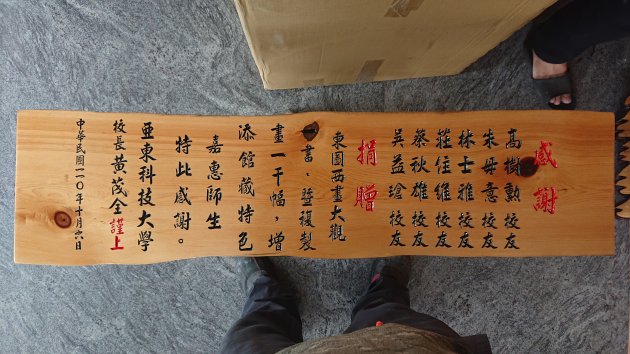 感謝
高樹勲校友
朱毋意校友
林士雅校友
莊住維校友
蔡秋雄校友
吳益瑲校友
捐贈
東園西畫大觀
一書，暨複製
畫一千幅，增
添館藏特色
嘉惠師生
特此感謝。
亞東科技大學
校長黃茂全謹上
中華民國一一0年十月六日